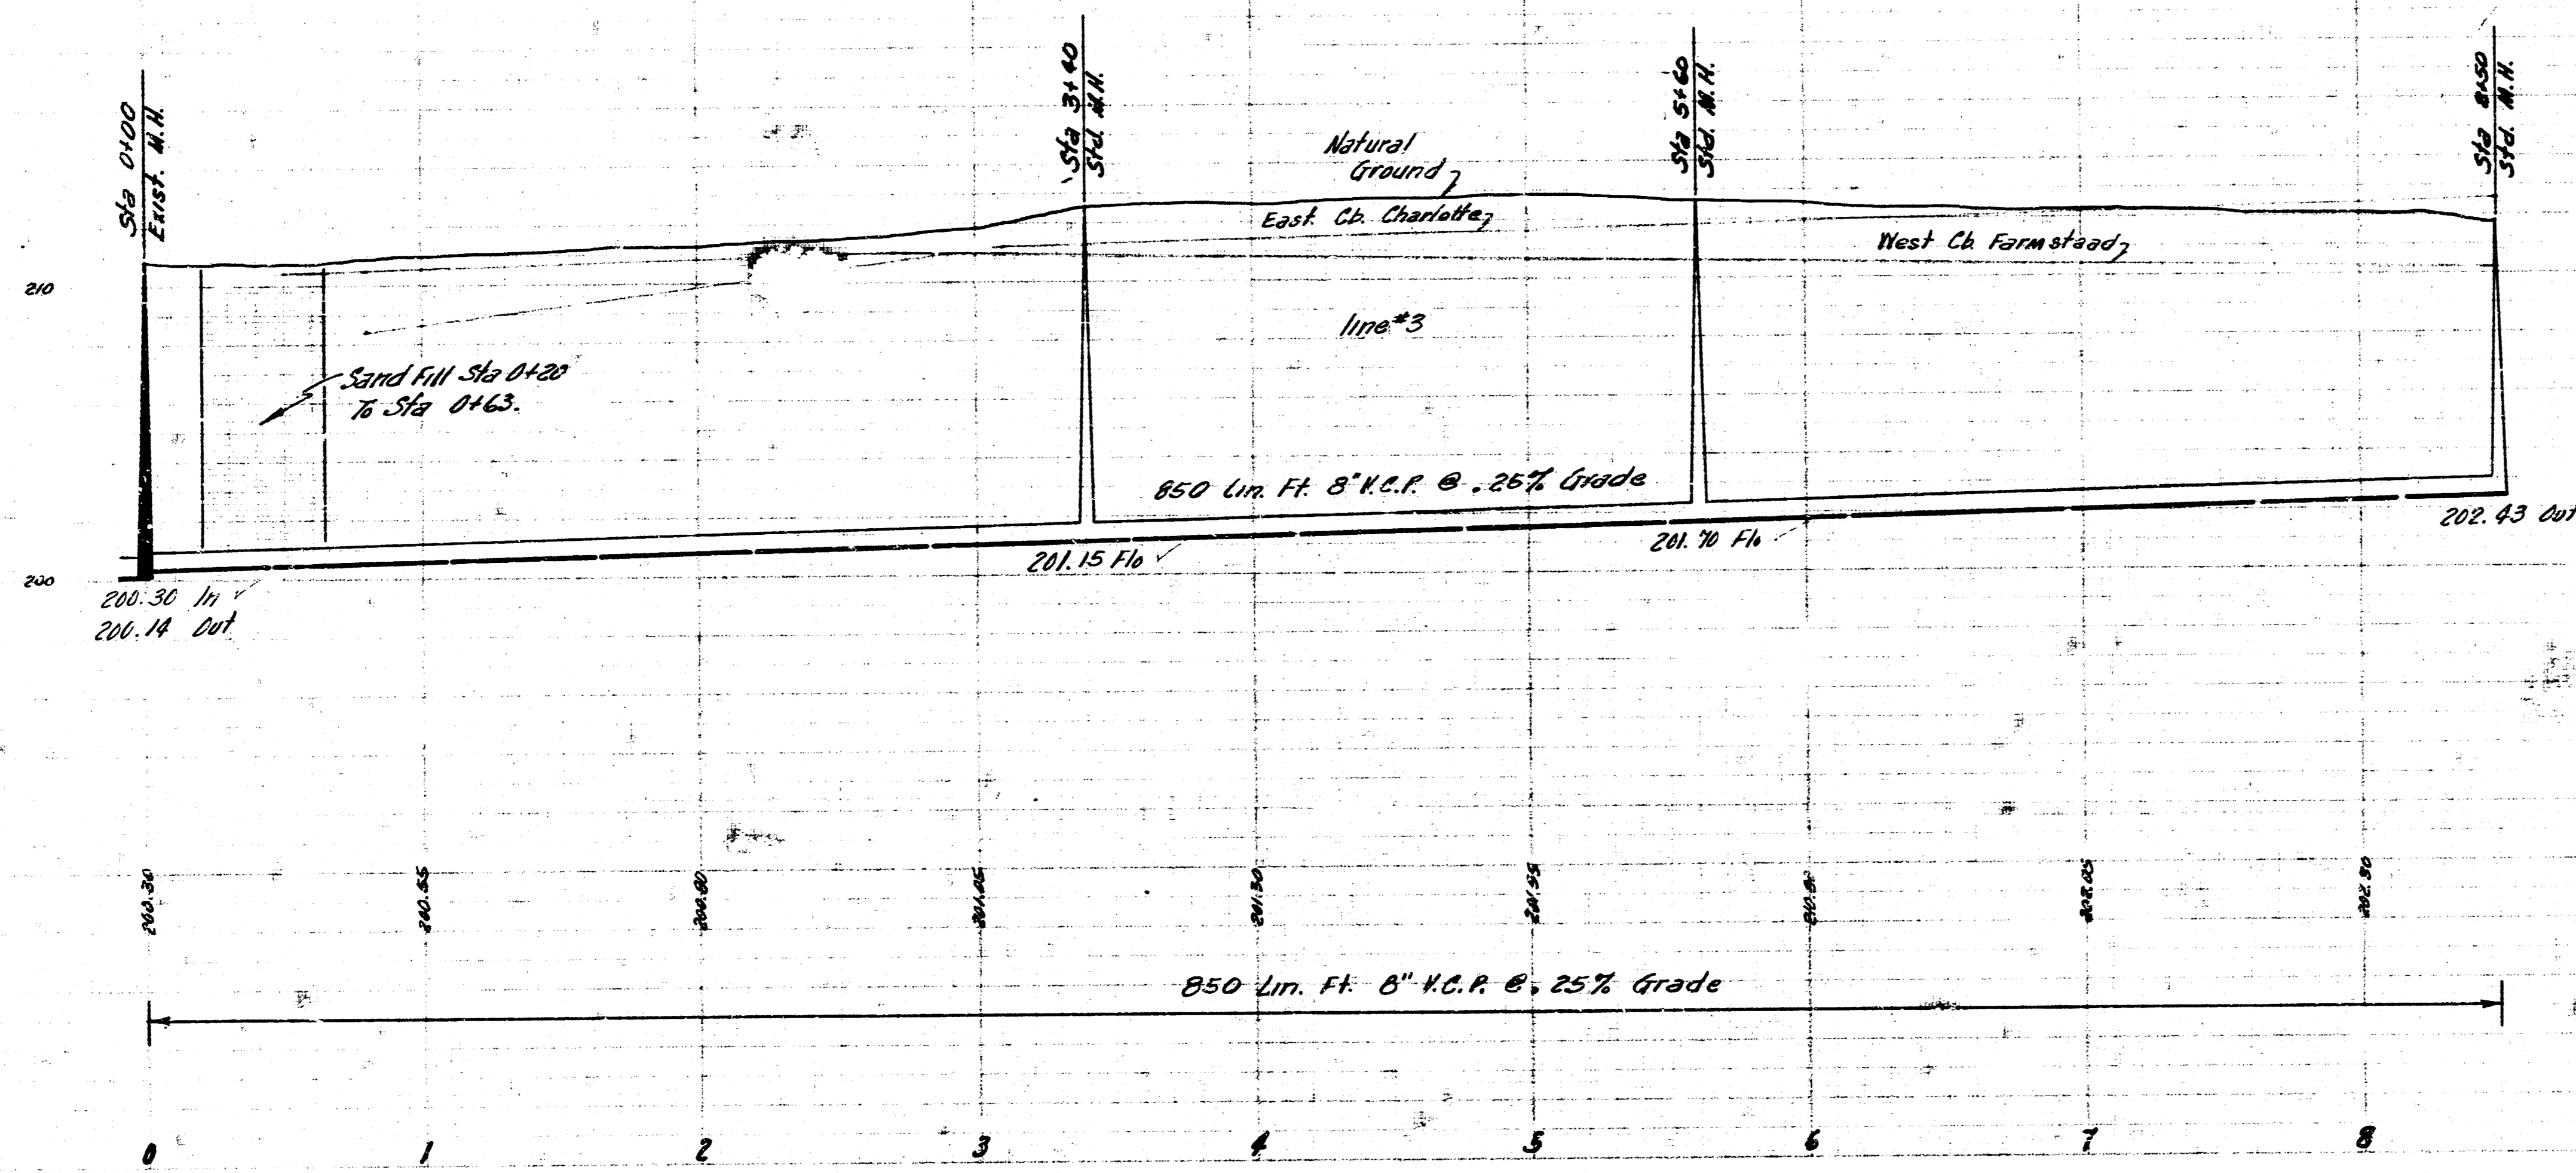 Sta 0+00
Exist. M.H.
Sta 3+40
Std. M.H.
Sta 5+60
Std. M.H.
Sta 8+50
Std. M.H.
Natural
Ground
East Cb. Charlotte
West Cb. Farmstaad
210
line #3
Sand Fill Sta 0+20
To Sta 0+63.
850 Lin. Ft. 8" V.C.P. @ .25% Grade
202.43 Out
201.15 Flo
201.70 Flo
200
200.30 In
200.14 Out
200.30
200.55
200.80
201.05
201.30
201.55
202.05
202.30
850 Lin. Ft. 8" V.C.P. @ .25% Grade
0 1 2 3 4 5 6 7 8